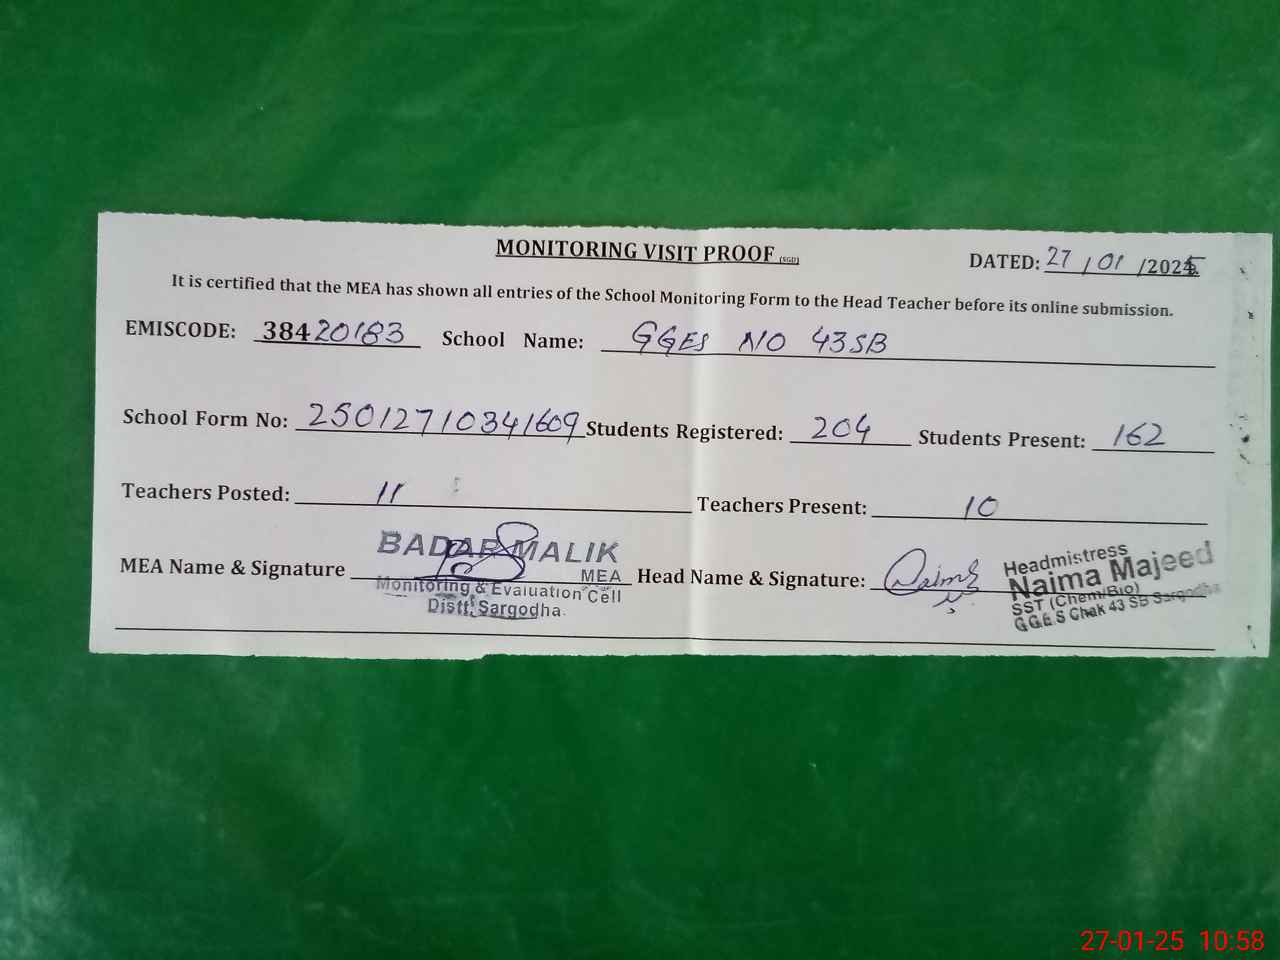 MONITORING VISIT PROOF (SGD)
DATED: 27 / 01 /2025
It is certified that the MEA has shown all entries of the School Monitoring Form to the Head Teacher before its online submission.
EMISCODE: 38420183 School Name: GGES NO 43SB
School Form No: 25012710341609 Students Registered: 204 Students Present: 162
Teachers Posted: 11 Teachers Present: 10
MEA Name & Signature Head Name & Signature: Naima
BADAR MALIK
MEA
Monitoring & Evaluation Cell
Distt. Sargodha.
Headmistress
Naima Majeed
SST (Chem/Bio)
G.G.E.S Chak 43 SB Sargodha
27-01-25 10:58